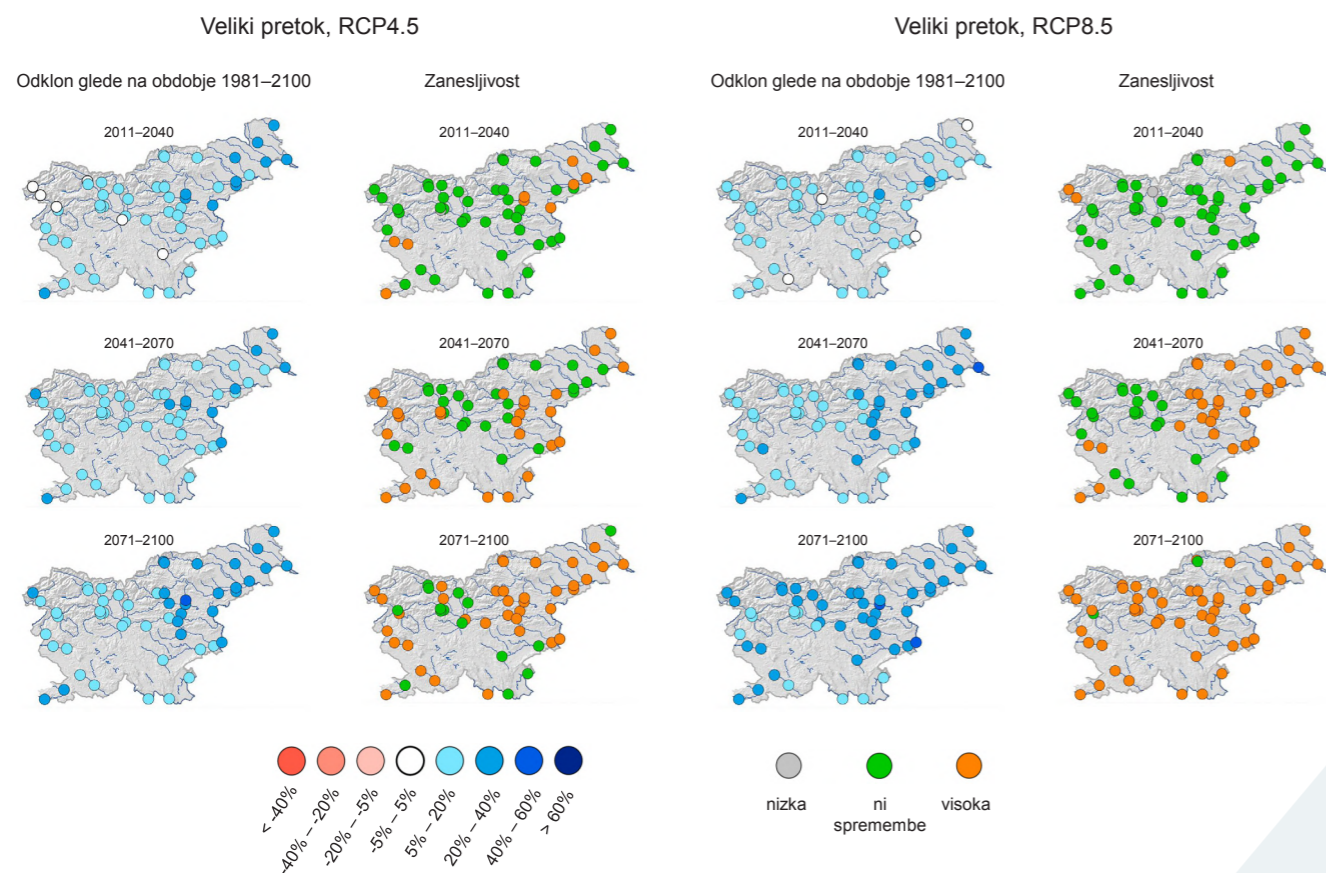 Veliki pretok, RCP4.5
Veliki pretok, RCP8.5
Odklon glede na obdobje 1981–2100
Zanesljivost
Odklon glede na obdobje 1981–2100
Zanesljivost
2011–2040
2011–2040
2011–2040
2011–2040
2041–2070
2041–2070
2041–2070
2041–2070
2071–2100
2071–2100
2071–2100
2071–2100
< -40%
-40% – -20%
-20% – -5%
-5% – 5%
5% – 20%
20% – 40%
40% – 60%
> 60%
nizka
ni
spremembe
visoka